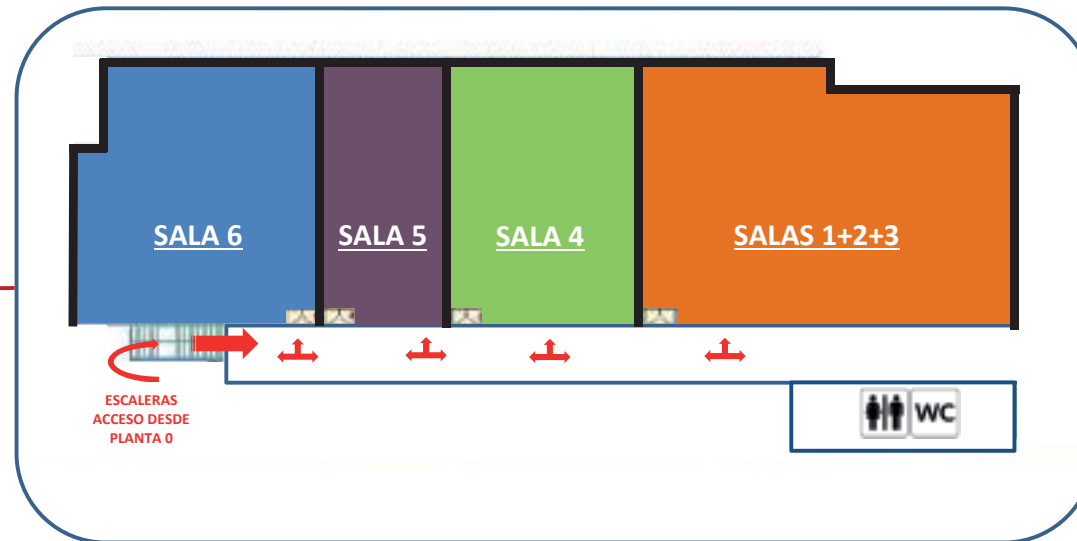 SALA 6
SALA 5
SALA 4
SALAS 1+2+3
ESCALERAS
ACCESO DESDE
PLANTA 0
WC